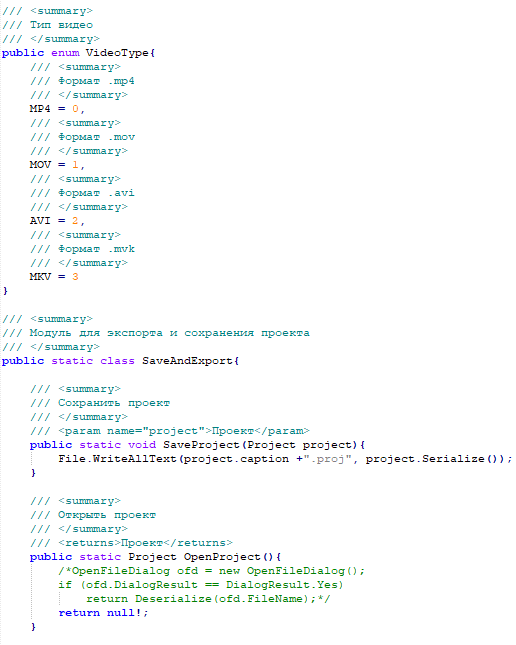 /// <summary>
/// Тип видео
/// </summary>
public enum VideoType{
    /// <summary>
    /// Формат .mp4
    /// </summary>
    MP4 = 0,
    /// <summary>
    /// Формат .mov
    /// </summary>
    MOV = 1,
    /// <summary>
    /// Формат .avi
    /// </summary>
    AVI = 2,
    /// <summary>
    /// Формат .mvk
    /// </summary>
    MKV = 3
}

/// <summary>
/// Модуль для экспорта и сохранения проекта
/// </summary>
public static class SaveAndExport{

    /// <summary>
    /// Сохранить проект
    /// </summary>
    /// <param name="project">Проект</param>
    public static void SaveProject(Project project){
        File.WriteAllText(project.caption +".proj", project.Serialize());
    }

    /// <summary>
    /// Открыть проект
    /// </summary>
    /// <returns>Проект</returns>
    public static Project OpenProject(){
        /*OpenFileDialog ofd = new OpenFileDialog();
        if (ofd.DialogResult == DialogResult.Yes)
            return Deserialize(ofd.FileName);*/
        return null!;
    }